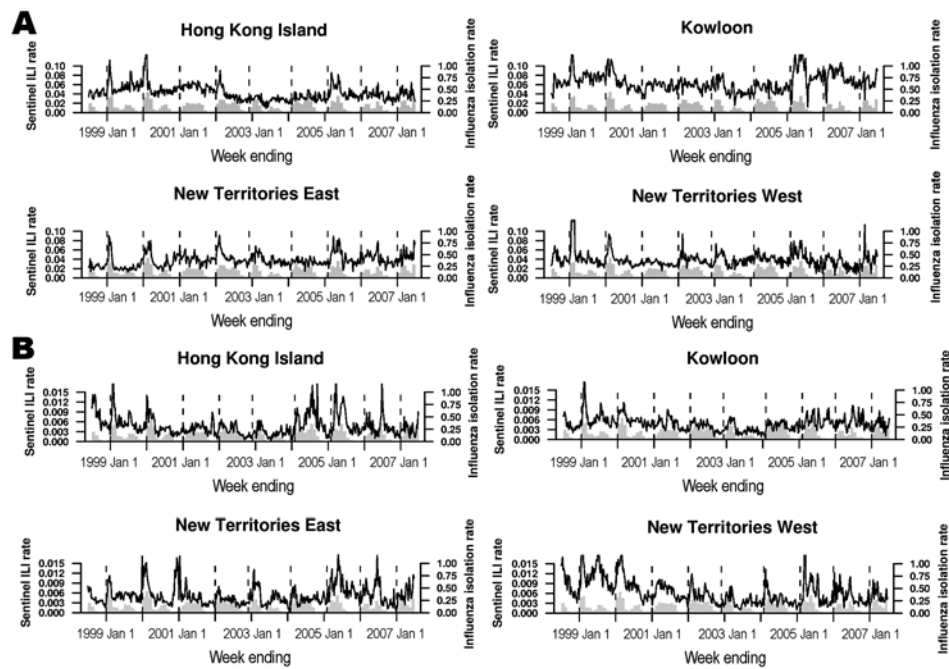 A
Hong Kong Island
Sentinel ILI rate
0.10
0.08
0.06
0.04
0.02
0.00
1.00
0.75
0.50
0.25
0.00
Influenza isolation rate
1999 Jan 1 2001 Jan 1 2003 Jan 1 2005 Jan 1 2007 Jan 1
Week ending
Kowloon
Sentinel ILI rate
0.10
0.08
0.06
0.04
0.02
0.00
1.00
0.75
0.50
0.25
0.00
Influenza isolation rate
1999 Jan 1 2001 Jan 1 2003 Jan 1 2005 Jan 1 2007 Jan 1
Week ending
New Territories East
Sentinel ILI rate
0.10
0.08
0.06
0.04
0.02
0.00
1.00
0.75
0.50
0.25
0.00
Influenza isolation rate
1999 Jan 1 2001 Jan 1 2003 Jan 1 2005 Jan 1 2007 Jan 1
Week ending
New Territories West
Sentinel ILI rate
0.10
0.08
0.06
0.04
0.02
0.00
1.00
0.75
0.50
0.25
0.00
Influenza isolation rate
1999 Jan 1 2001 Jan 1 2003 Jan 1 2005 Jan 1 2007 Jan 1
Week ending
B
Hong Kong Island
Sentinel ILI rate
0.015
0.012
0.009
0.006
0.003
0.000
1.00
0.75
0.50
0.25
0.00
Influenza isolation rate
1999 Jan 1 2001 Jan 1 2003 Jan 1 2005 Jan 1 2007 Jan 1
Week ending
Kowloon
Sentinel ILI rate
0.015
0.012
0.009
0.006
0.003
0.000
1.00
0.75
0.50
0.25
0.00
Influenza isolation rate
1999 Jan 1 2001 Jan 1 2003 Jan 1 2005 Jan 1 2007 Jan 1
Week ending
New Territories East
Sentinel ILI rate
0.015
0.012
0.009
0.006
0.003
0.000
1.00
0.75
0.50
0.25
0.00
Influenza isolation rate
1999 Jan 1 2001 Jan 1 2003 Jan 1 2005 Jan 1 2007 Jan 1
Week ending
New Territories West
Sentinel ILI rate
0.015
0.012
0.009
0.006
0.003
0.000
1.00
0.75
0.50
0.25
0.00
Influenza isolation rate
1999 Jan 1 2001 Jan 1 2003 Jan 1 2005 Jan 1 2007 Jan 1
Week ending